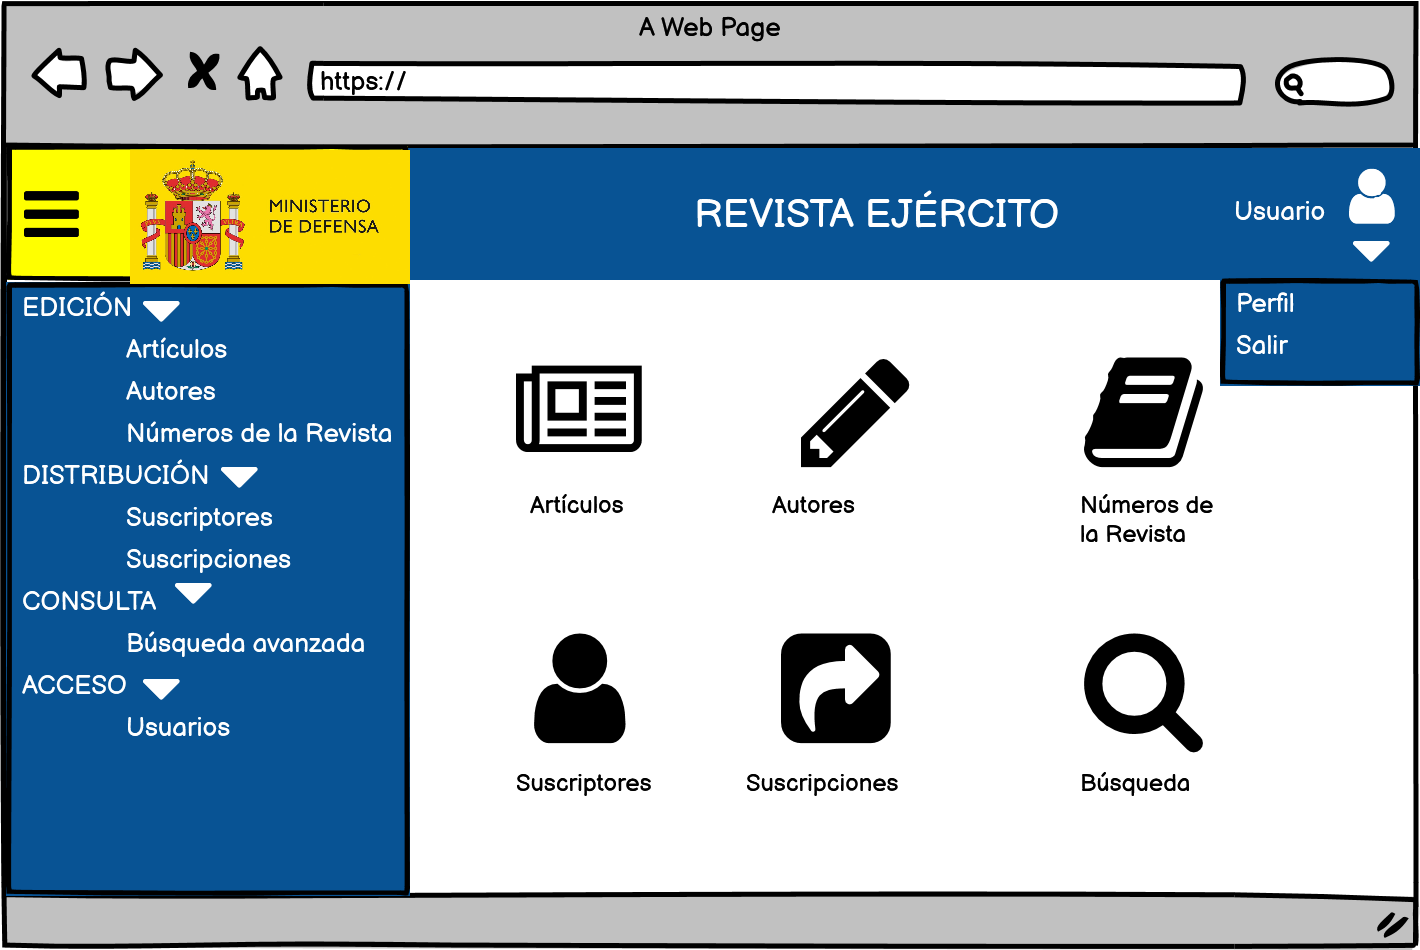 A Web Page
https://
MINISTERIO
DE DEFENSA
REVISTA EJÉRCITO
Usuario
Perfil
Salir
EDICIÓN
Artículos
Autores
Números de la Revista
DISTRIBUCIÓN
Suscriptores
Suscripciones
CONSULTA
Búsqueda avanzada
ACCESO
Usuarios
Artículos
Autores
Números de
la Revista
Suscriptores
Suscripciones
Búsqueda